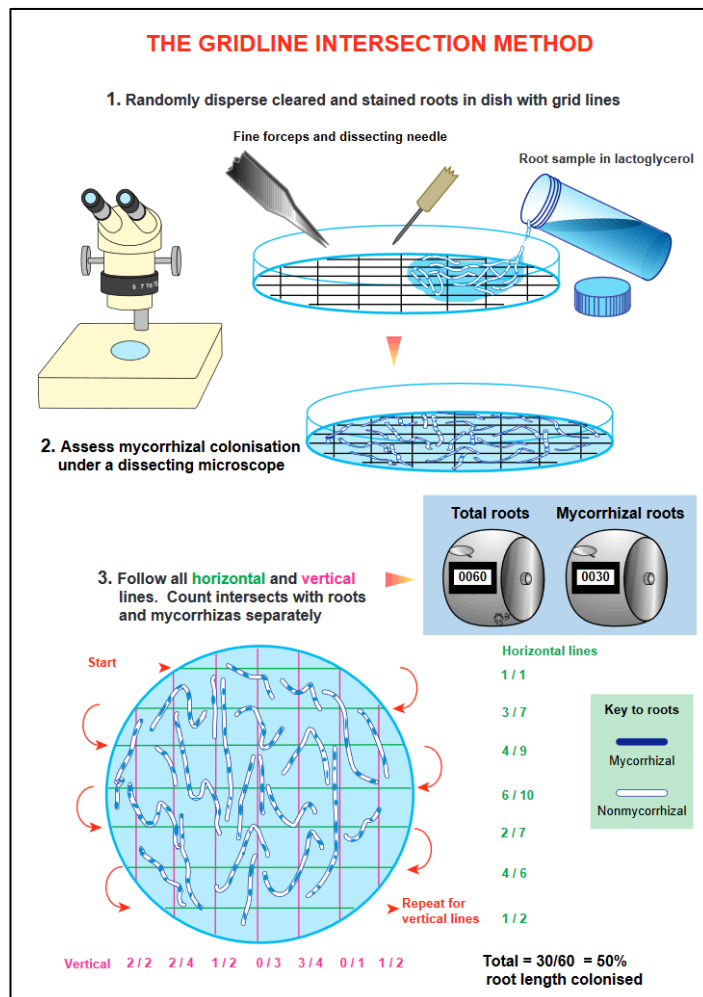 THE GRIDLINE INTERSECTION METHOD
1. Randomly disperse cleared and stained roots in dish with grid lines
Fine forceps and dissecting needle
Root sample in lactoglycerol
5 7 10
2. Assess mycorrhizal colonisation
under a dissecting microscope
Total roots
Mycorrhizal roots
0060
0030
3. Follow all horizontal and vertical
lines. Count intersects with roots
and mycorrhizas separately
Start
Horizontal lines
1 / 1
3 / 7
4 / 9
6 / 10
2 / 7
4 / 6
1 / 2
Key to roots
Mycorrhizal
Nonmycorrhizal
Repeat for
vertical lines
Vertical 2 / 2 2 / 4 1 / 2 0 / 3 3 / 4 0 / 1 1 / 2
Total = 30/60 = 50%
root length colonised